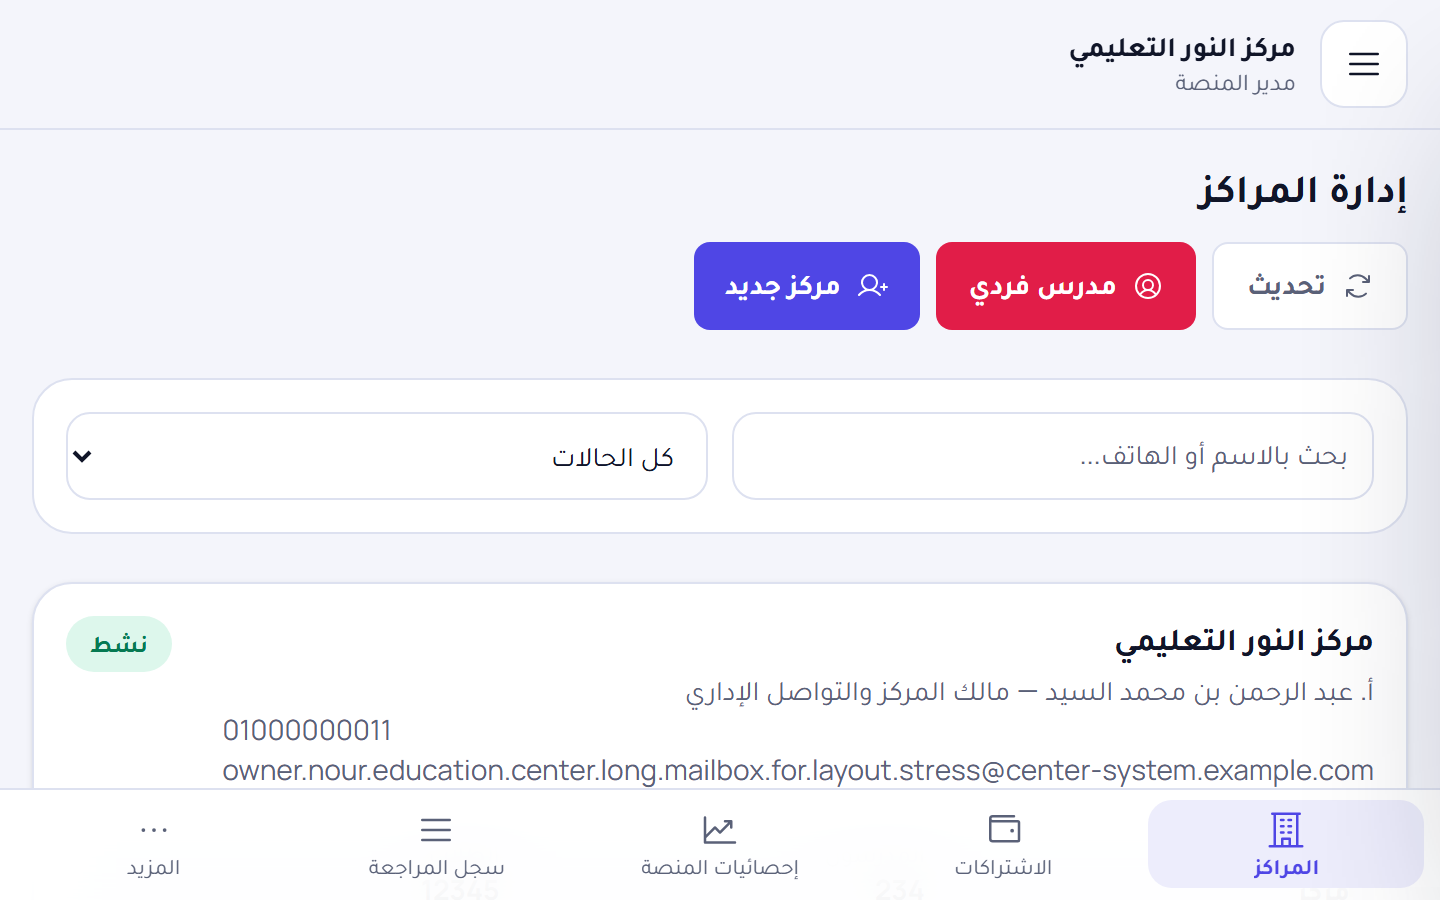 مركز النور التعليمي
مدير المنصة
إدارة المراكز
تحديث
مدرس فردي
مركز جديد
بحث بالاسم أو الهاتف...
كل الحالات
مركز النور التعليمي
نشط
أ. عبد الرحمن بن محمد السيد — مالك المركز والتواصل الإداري
01000000011
owner.nour.education.center.long.mailbox.for.layout.stress@center-system.example.com
المراكز
الاشتراكات
إحصائيات المنصة
سجل المراجعة
المزيد
234
12345